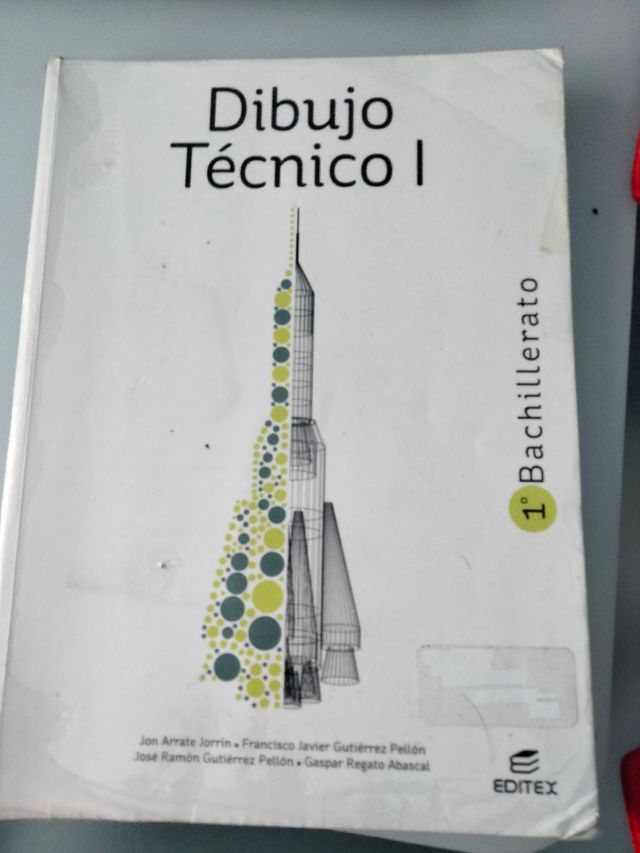 Dibujo
Técnico I
1º Bachillerato
Jon Arrate Jorrín • Francisco Javier Gutiérrez Pellón
José Ramón Gutiérrez Pellón • Gaspar Regato Abascal
EDITEX